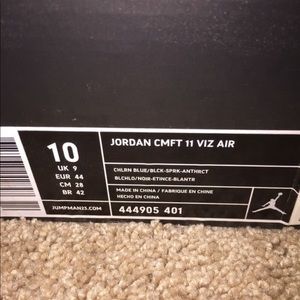 JORDAN CMFT 11 VIZ AIR
10
UK 9
EUR 44
CM 28
BR 42
CHLRN BLUE/BLCK-SPRK-ANTHRCT
BLCHLO/NOIR-ETINCE-BLANTR
MADE IN CHINA / FABRIQUE EN CHINE
HECHO EN CHINA
JUMPMAN23.COM
444905 401